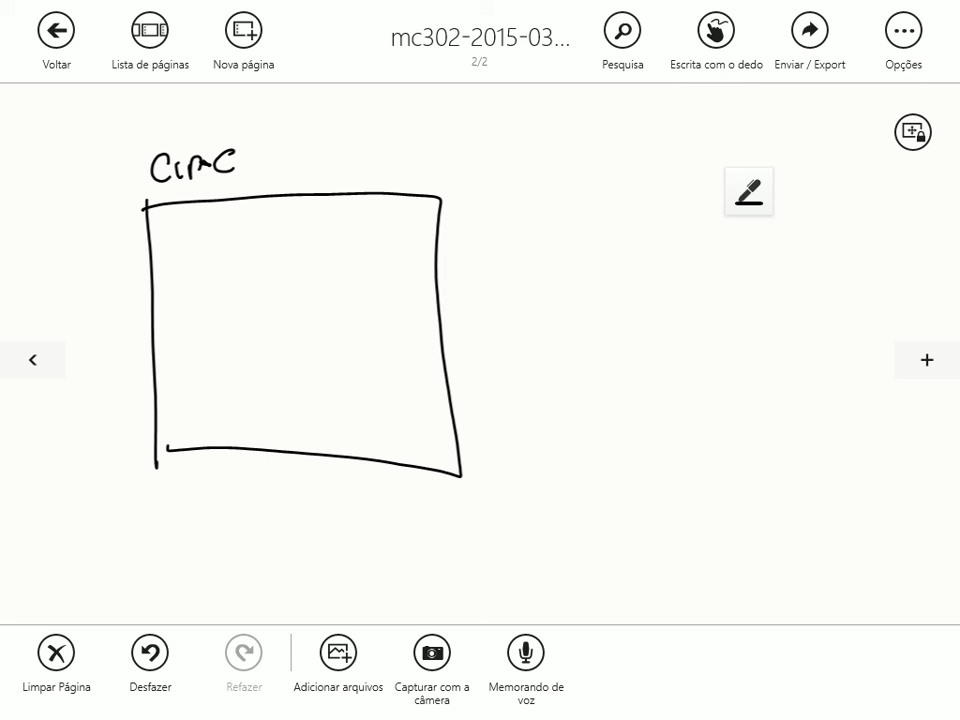 mc302-2015-03...
2/2
Voltar
Lista de páginas
Nova página
Pesquisa
Escrita com o dedo
Enviar / Export
Opções
Limpar Página
Desfazer
Refazer
Adicionar arquivos
Capturar com a
câmera
Memorando de
voz